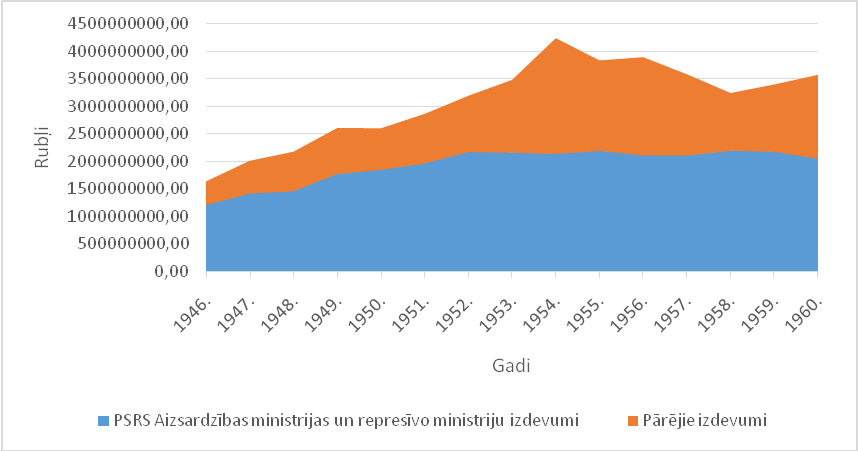 4500000000,00
4000000000,00
3500000000,00
3000000000,00
2500000000,00
2000000000,00
1500000000,00
1000000000,00
500000000,00
0,00
Rubļi
1946. 1947. 1948. 1949. 1950. 1951. 1952. 1953. 1954. 1955. 1956. 1957. 1958. 1959. 1960.
Gadi
PSRS Aizsardzības ministrijas un represīvo ministriju izdevumi Pārējie izdevumi